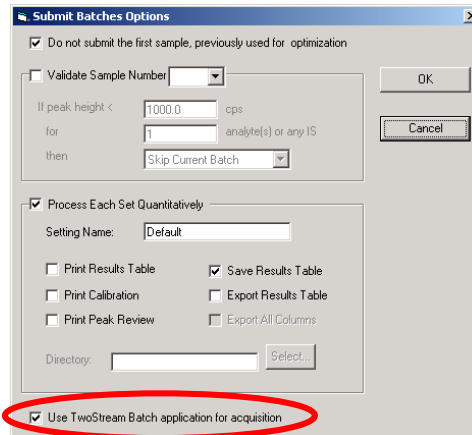 Submit Batches Options
Do not submit the first sample, previously used for optimization
Validate Sample Number
OK
If peak height < 1000.0 cps
for 1 analyte(s) or any IS
Cancel
then Skip Current Batch
Process Each Set Quantitatively
Setting Name: Default
Print Results Table Save Results Table
Print Calibration Export Results Table
Print Peak Review Export All Columns
Directory: Select...
Use TwoStream Batch application for acquisition